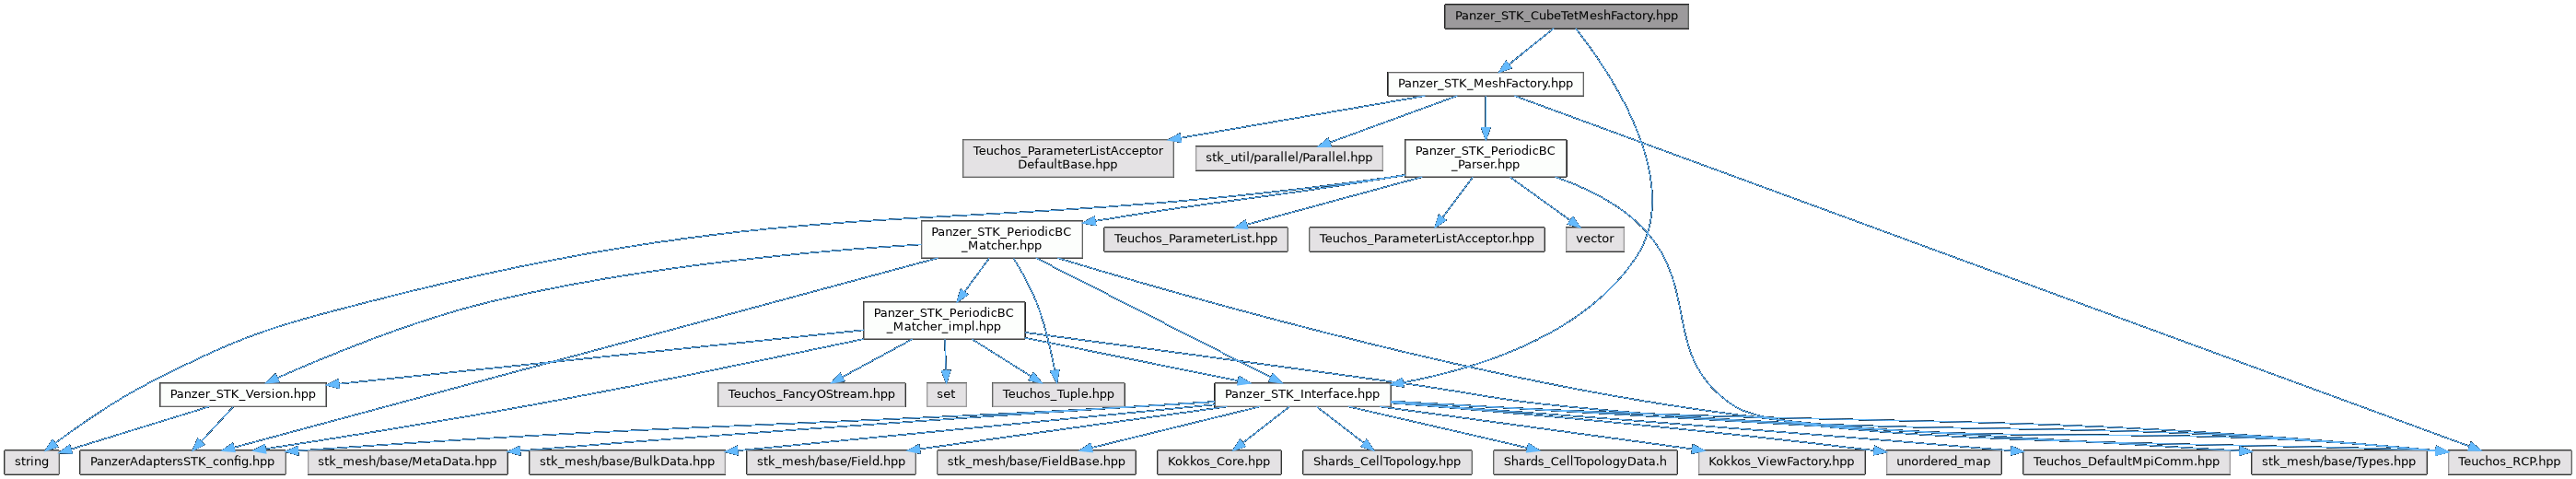 Panzer_STK_CubeTetMeshFactory.hpp
Panzer_STK_MeshFactory.hpp
Teuchos_ParameterListAcceptor
DefaultBase.hpp
stk_util/parallel/Parallel.hpp
Panzer_STK_PeriodicBC
_Parser.hpp
Panzer_STK_PeriodicBC
_Matcher.hpp
Teuchos_ParameterList.hpp
Teuchos_ParameterListAcceptor.hpp
vector
Panzer_STK_PeriodicBC
_Matcher_impl.hpp
Panzer_STK_Version.hpp
Teuchos_FancyOStream.hpp
set
Teuchos_Tuple.hpp
Panzer_STK_Interface.hpp
string
PanzerAdaptersSTK_config.hpp
stk_mesh/base/MetaData.hpp
stk_mesh/base/BulkData.hpp
stk_mesh/base/Field.hpp
stk_mesh/base/FieldBase.hpp
Kokkos_Core.hpp
Shards_CellTopology.hpp
Shards_CellTopologyData.h
Kokkos_ViewFactory.hpp
unordered_map
Teuchos_DefaultMpiComm.hpp
stk_mesh/base/Types.hpp
Teuchos_RCP.hpp